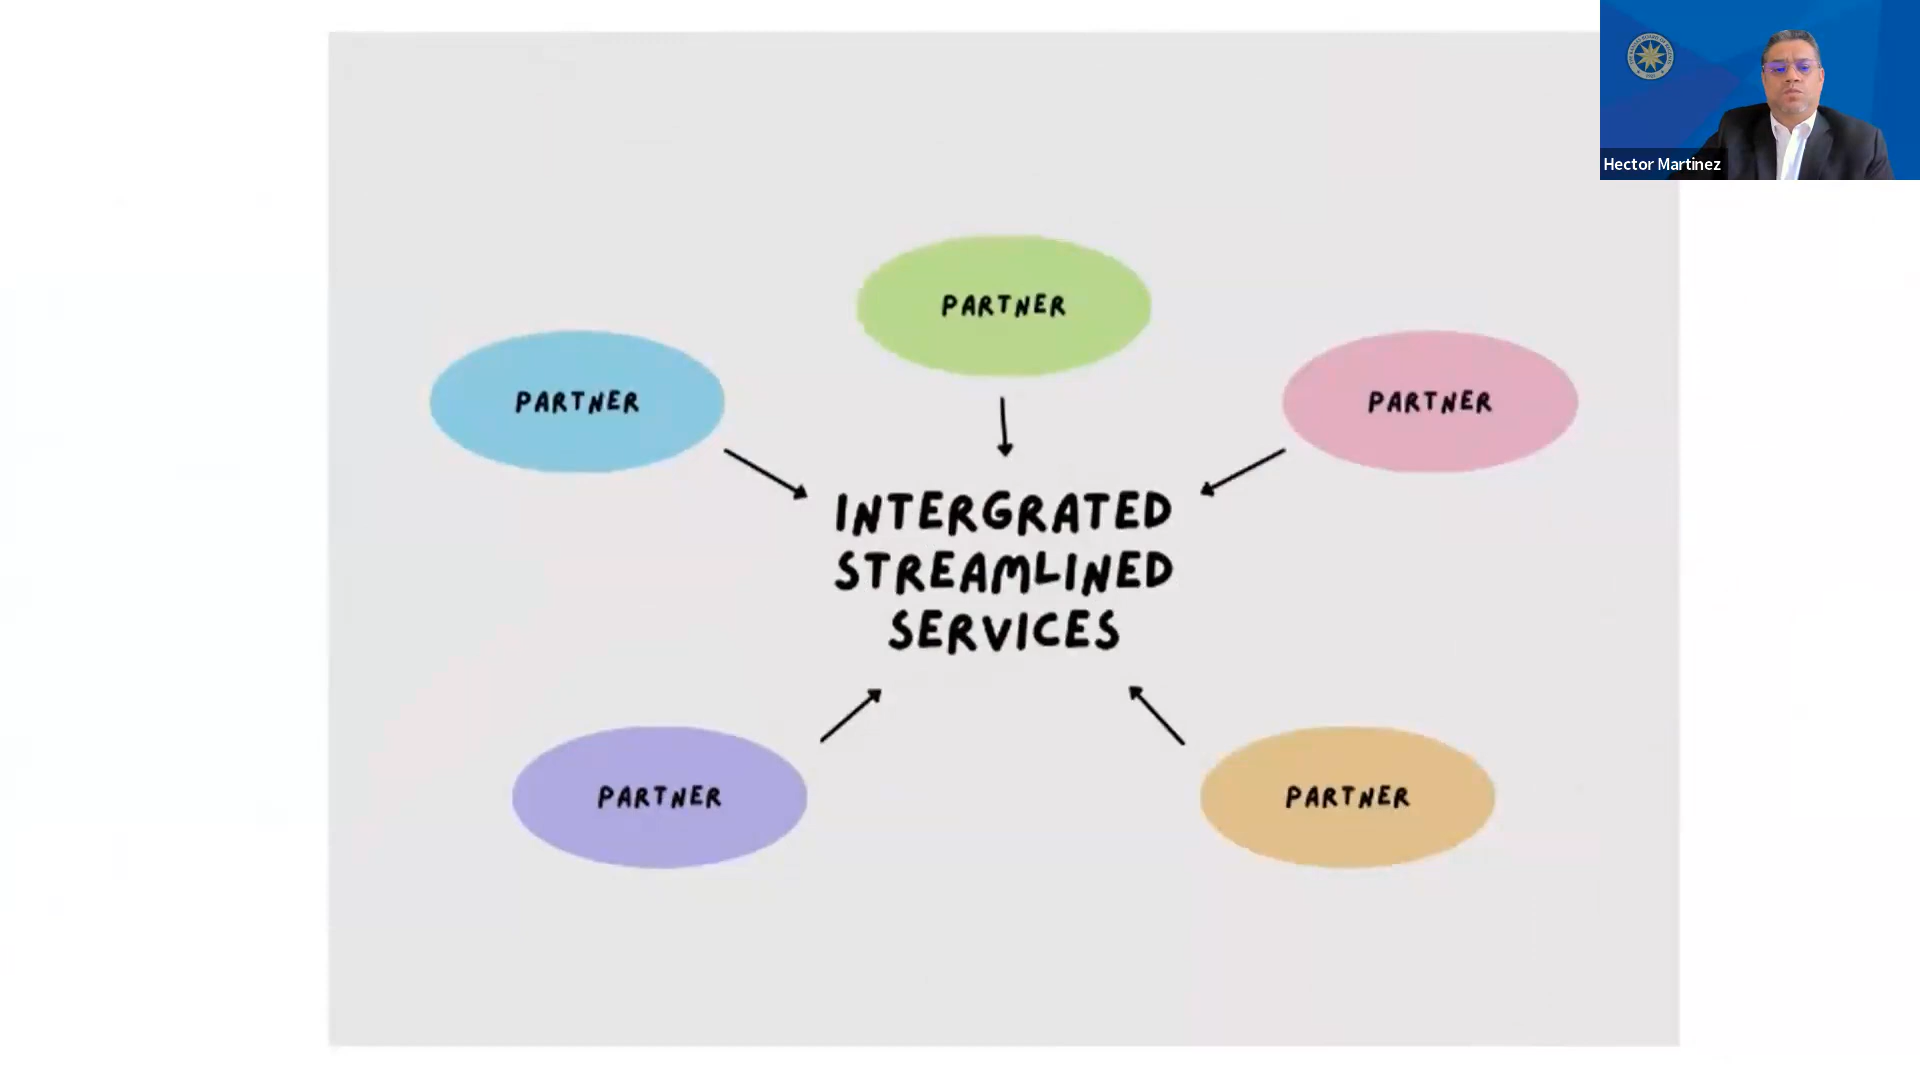 Hector Martinez
PARTNER
PARTNER
PARTNER
INTERGRATED
STREAMLINED
SERVICES
PARTNER
PARTNER